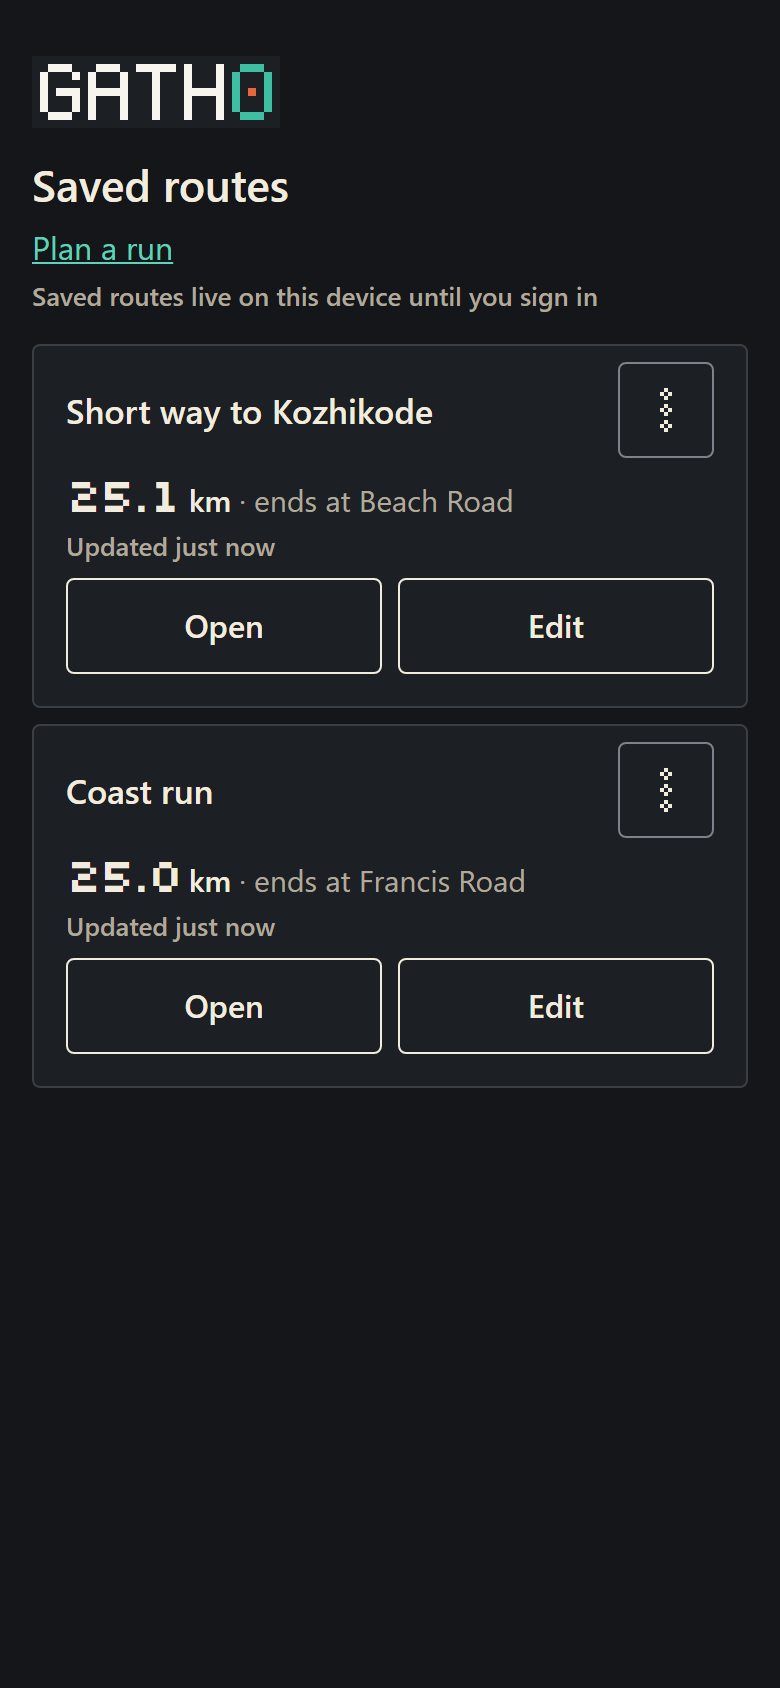 GATHO
Saved routes
Plan a run
Saved routes live on this device until you sign in
Short way to Kozhikode
25.1 km · ends at Beach Road
Updated just now
Open
Edit
Coast run
25.0 km · ends at Francis Road
Updated just now
Open
Edit